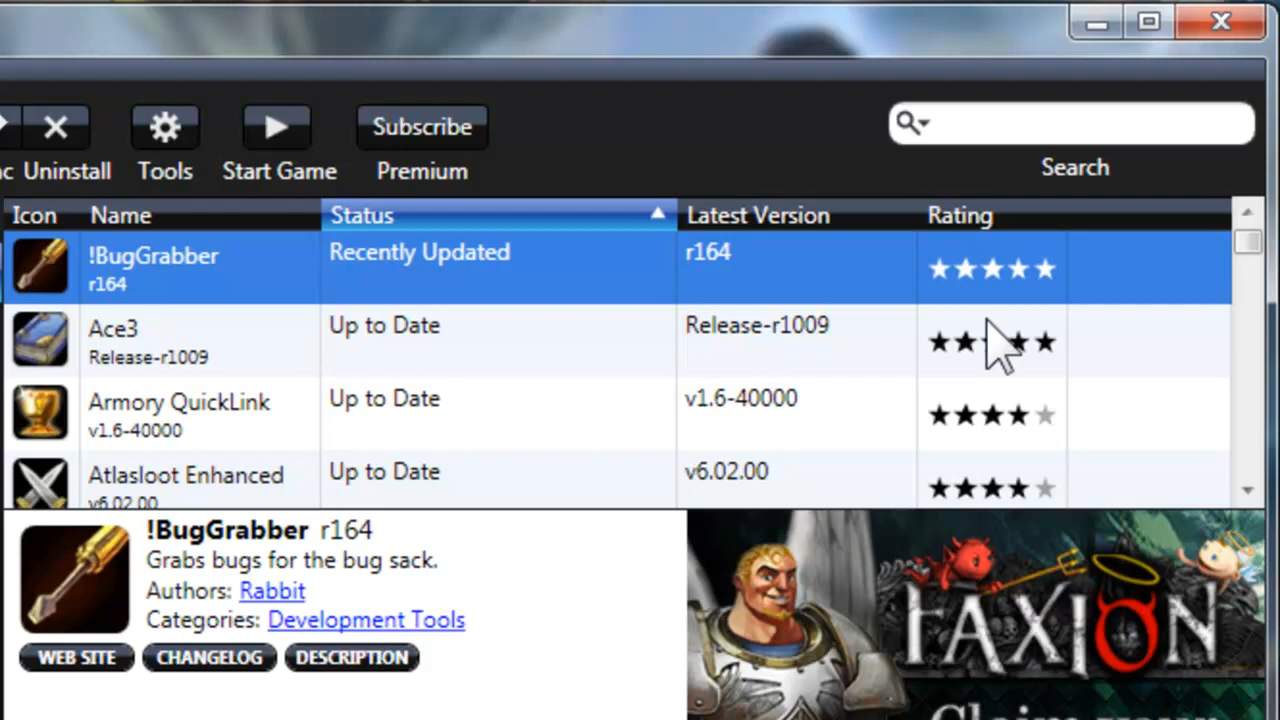 c Uninstall
Tools
Start Game
Subscribe
Premium
Search
Icon Name Status Latest Version Rating
!BugGrabber Recently Updated r164
r164
Ace3 Up to Date Release-r1009
Release-r1009
Armory QuickLink Up to Date v1.6-40000
v1.6-40000
Atlasloot Enhanced Up to Date v6.02.00
v6.02.00
!BugGrabber r164
Grabs bugs for the bug sack.
Authors: Rabbit
Categories: Development Tools
WEB SITE CHANGELOG DESCRIPTION
FAXION